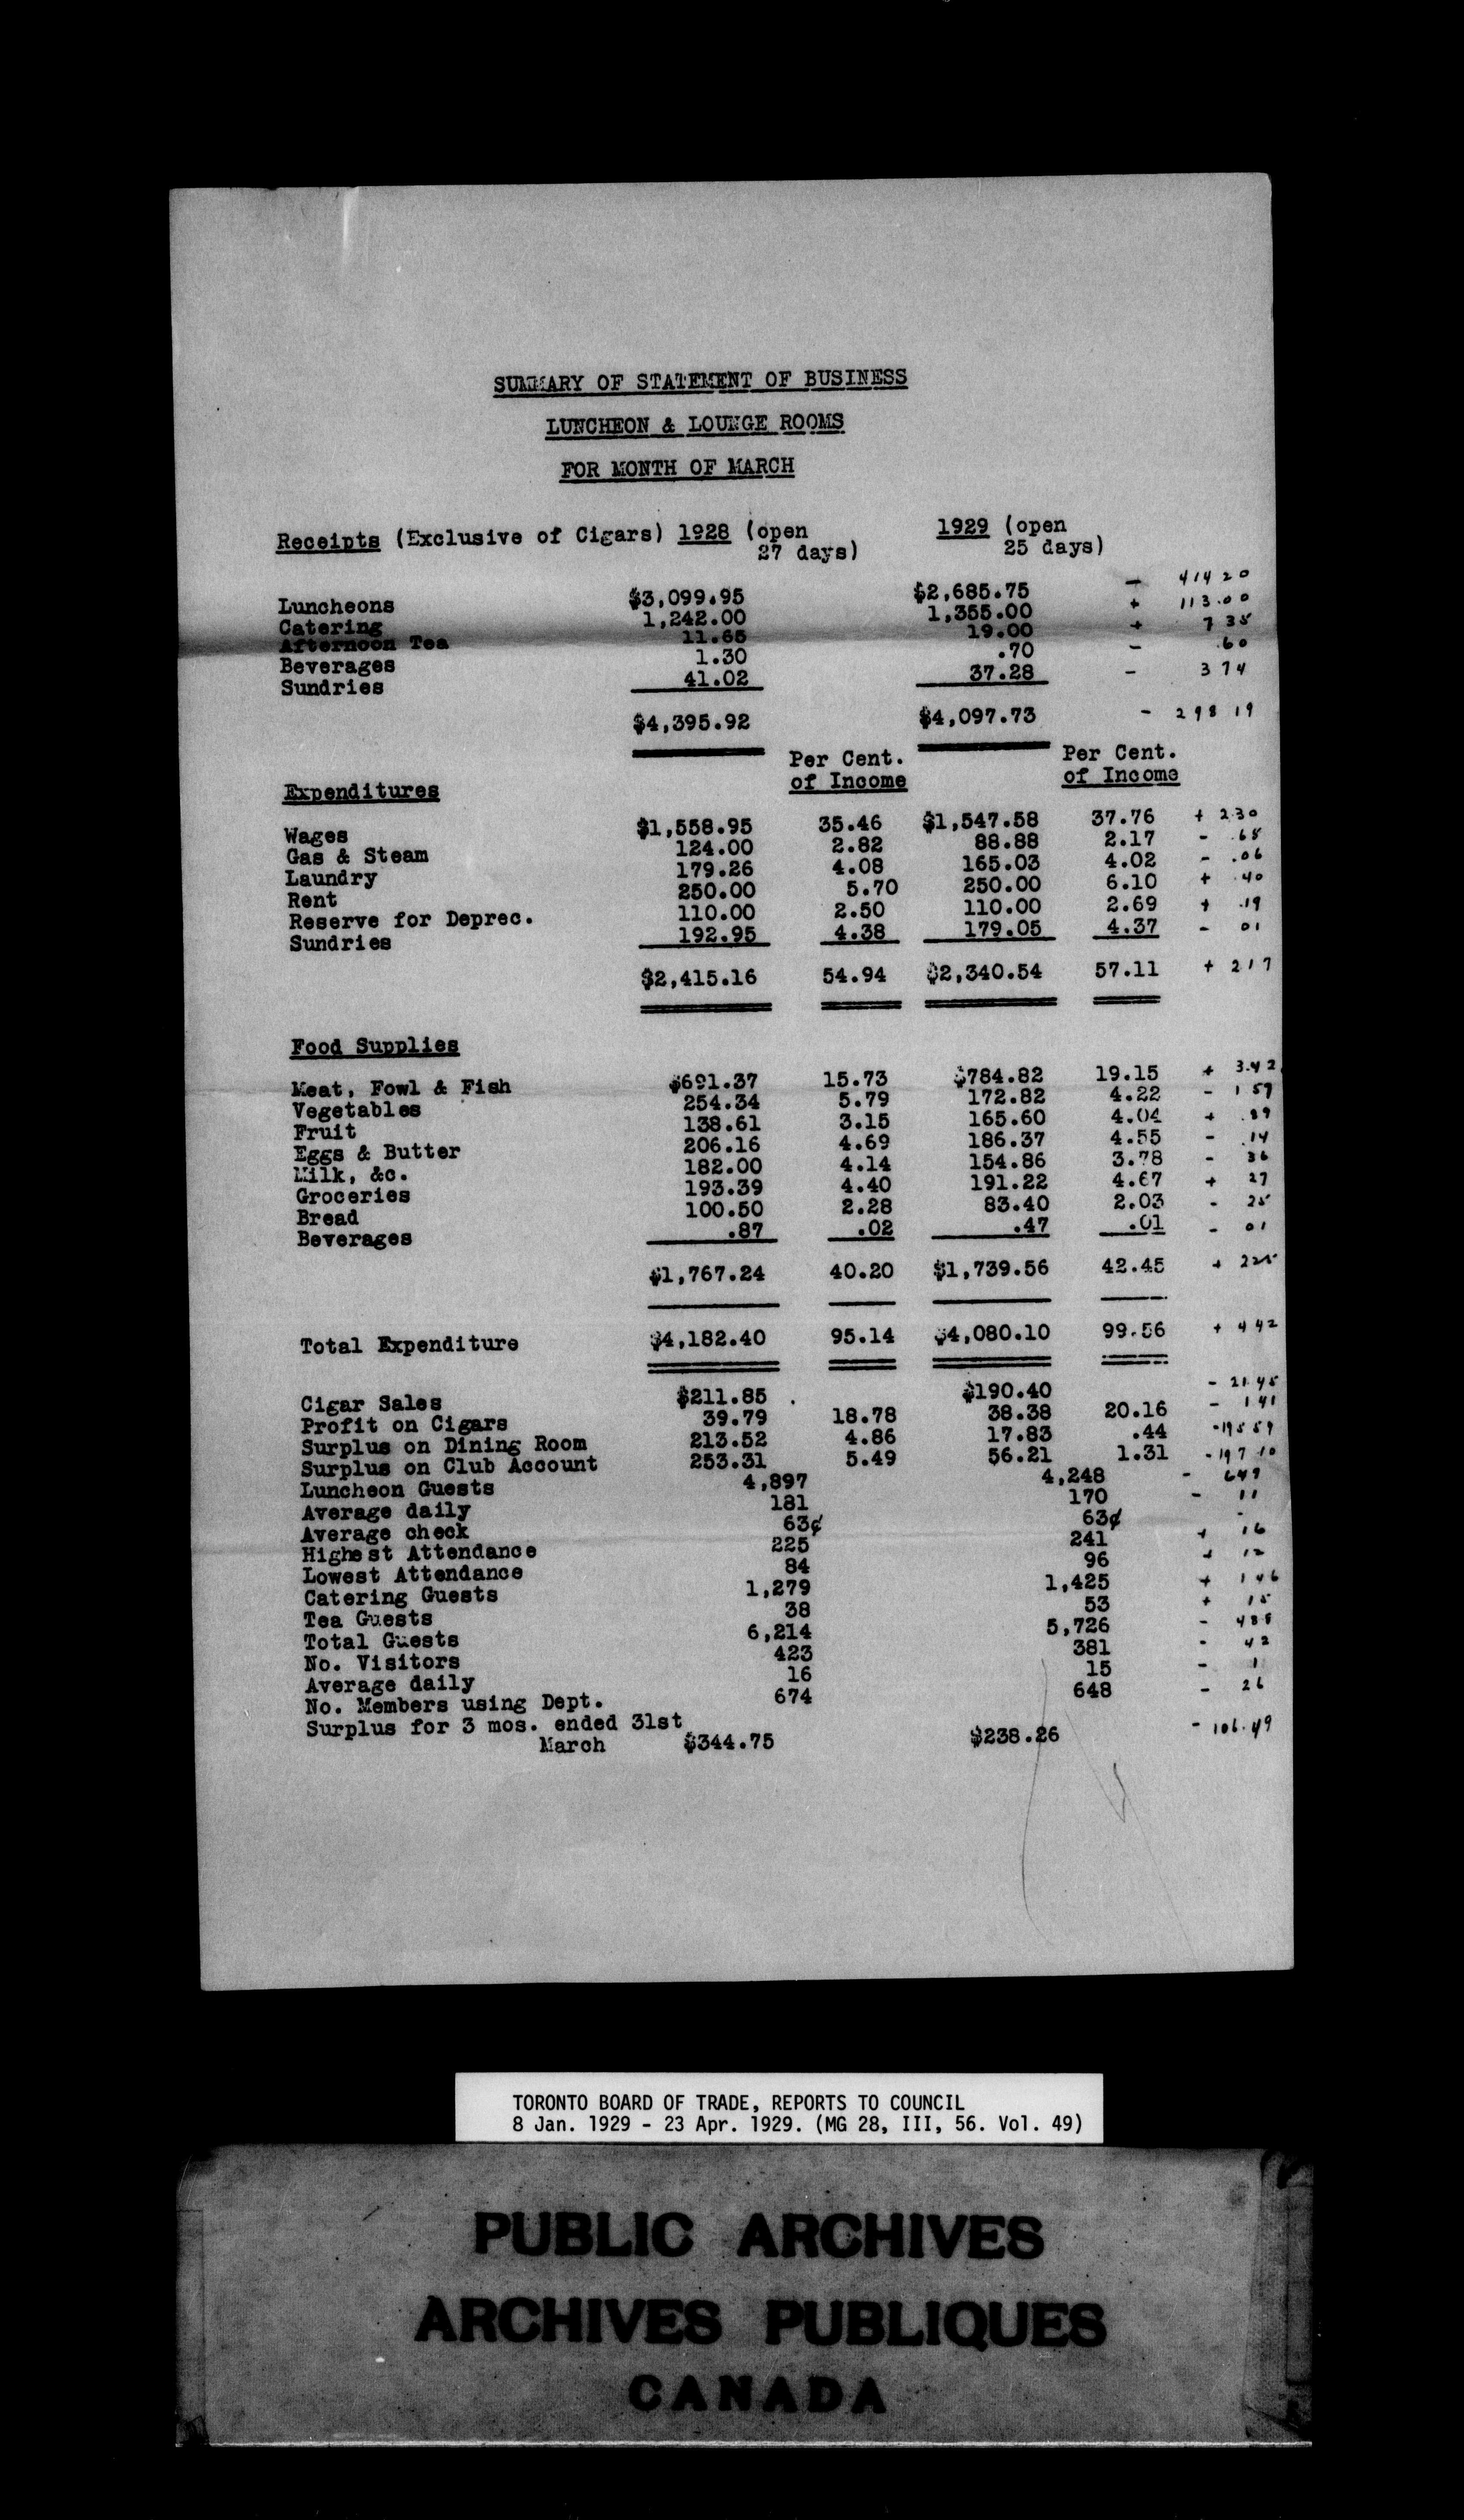 SUMMARY OF STATEMENT OF BUSINESS
LUNCHEON & LOUNGE ROOMS
FOR MONTH OF MARCH
Receipts (Exclusive of Cigars) 1928 (open 1929 (open
27 days) 25 days)
Luncheons $3,099.95 $2,685.75 - 414 20
Catering 1,242.00 1,355.00 + 113.00
Afternoon Tea 11.65 19.00 + 7 35
Beverages 1.30 .70 - .60
Sundries 41.02 37.28 - 3 74
$4,395.92 $4,097.73 - 298 19
Per Cent. Per Cent.
Expenditures of Income of Income
Wages $1,558.95 35.46 $1,547.58 37.76 + 2.30
Gas & Steam 124.00 2.82 88.88 2.17 - .65
Laundry 179.26 4.08 165.03 4.02 - .06
Rent 250.00 5.70 250.00 6.10 + .40
Reserve for Deprec. 110.00 2.50 110.00 2.69 + .19
Sundries 192.95 4.38 179.05 4.37 - 01
$2,415.16 54.94 $2,340.54 57.11 + 2 17
Food Supplies
Meat, Fowl & Fish $691.37 15.73 $784.82 19.15 + 3.42
Vegetables 254.34 5.79 172.82 4.22 - 1 57
Fruit 138.61 3.15 165.60 4.04 + .89
Eggs & Butter 206.16 4.69 186.37 4.55 - .14
Milk, &c. 182.00 4.14 154.86 3.78 - 36
Groceries 193.39 4.40 191.22 4.67 + 27
Bread 100.50 2.28 83.40 2.03 - 25
Beverages .87 .02 .47 .01 - 01
$1,767.24 40.20 $1,739.56 42.45 + 2 25
Total Expenditure $4,182.40 95.14 $4,080.10 99.56 + 4 42
Cigar Sales $211.85 $190.40 - 21 45
Profit on Cigars 39.79 18.78 38.38 20.16 - 1 41
Surplus on Dining Room 213.52 4.86 17.83 .44 - 195 59
Surplus on Club Account 253.31 5.49 56.21 1.31 - 197 10
Luncheon Guests 4,897 4,248 - 649
Average daily 181 170 - 11
Average check 63¢ 63¢ -
Highest Attendance 225 241 + 16
Lowest Attendance 84 96 + 12
Catering Guests 1,279 1,425 + 146
Tea Guests 38 53 + 15
Total Guests 6,214 5,726 - 488
No. Visitors 423 381 - 42
Average daily 16 15 - 1
No. Members using Dept. 674 648 - 26
Surplus for 3 mos. ended 31st
March $344.75 $238.26 - 106.49
TORONTO BOARD OF TRADE, REPORTS TO COUNCIL
8 Jan. 1929 - 23 Apr. 1929. (MG 28, III, 56. Vol. 49)
PUBLIC ARCHIVES
ARCHIVES PUBLIQUES
CANADA